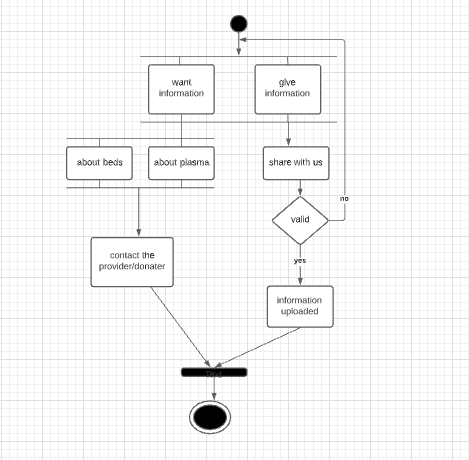 want
information
give
information
about beds
about plasma
share with us
valid
no
yes
contact the
provider/donater
information
uploaded
Text